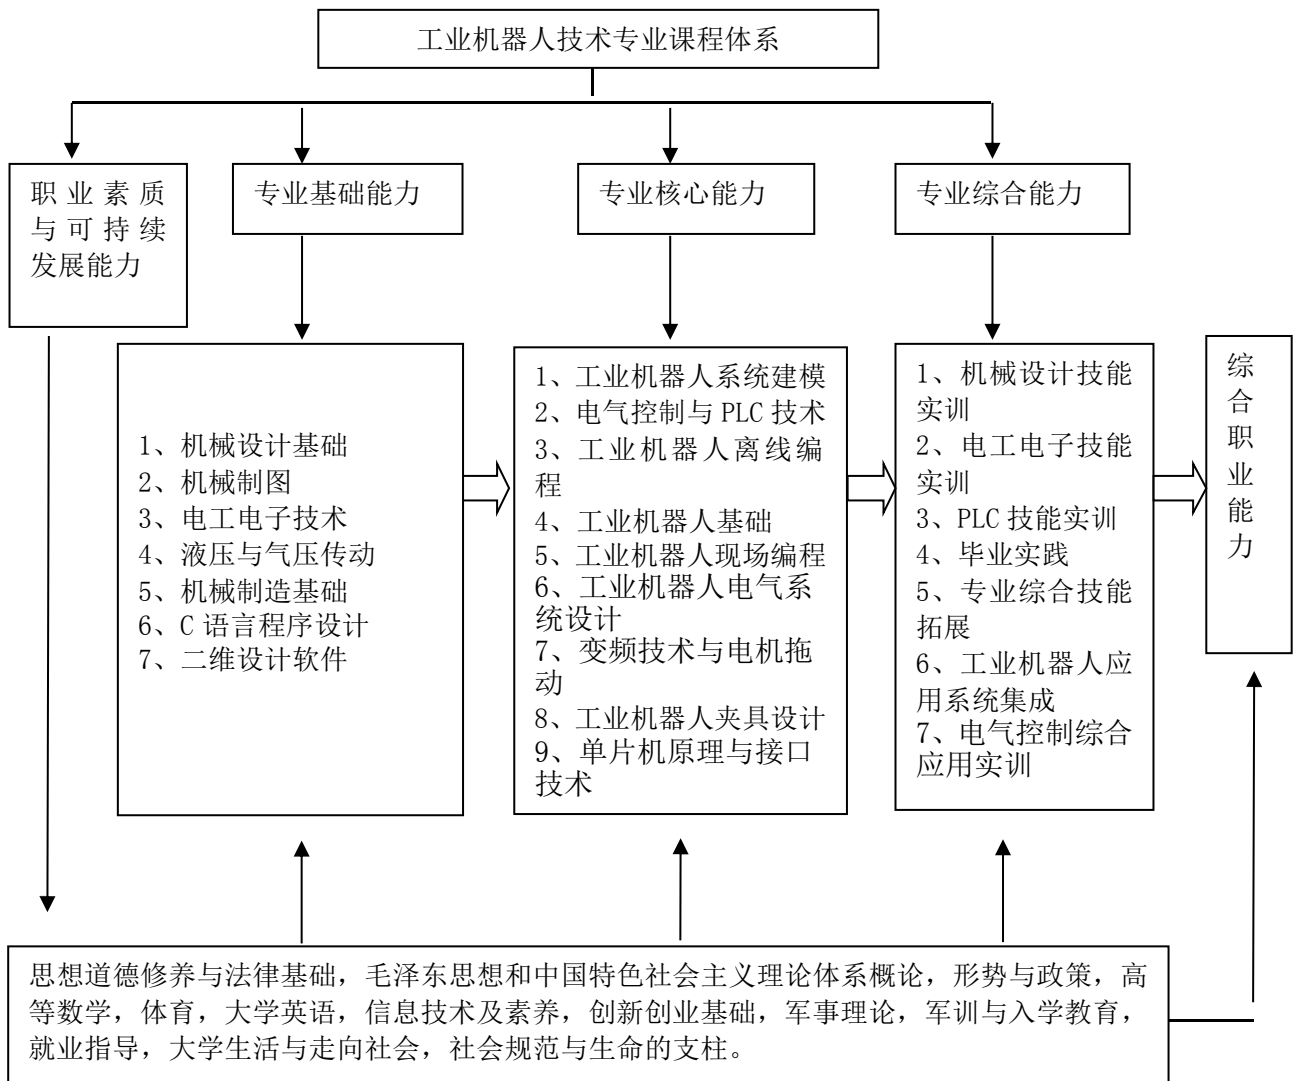 工业机器人技术专业课程体系
职业素质
与可持续
发展能力
专业基础能力
专业核心能力
专业综合能力
1、机械设计基础
2、机械制图
3、电工电子技术
4、液压与气压传动
5、机械制造基础
6、C 语言程序设计
7、二维设计软件
1、工业机器人系统建模
2、电气控制与 PLC 技术
3、工业机器人离线编
程
4、工业机器人基础
5、工业机器人现场编程
6、工业机器人电气系
统设计
7、变频技术与电机拖
动
8、工业机器人夹具设计
9、单片机原理与接口
技术
1、机械设计技能
实训
2、电工电子技能
实训
3、PLC 技能实训
4、毕业实践
5、专业综合技能
拓展
6、工业机器人应
用系统集成
7、电气控制综合
应用实训
综
合
职
业
能
力
思想道德修养与法律基础，毛泽东思想和中国特色社会主义理论体系概论，形势与政策，高
等数学，体育，大学英语，信息技术及素养，创新创业基础，军事理论，军训与入学教育，
就业指导，大学生活与走向社会，社会规范与生命的支柱。